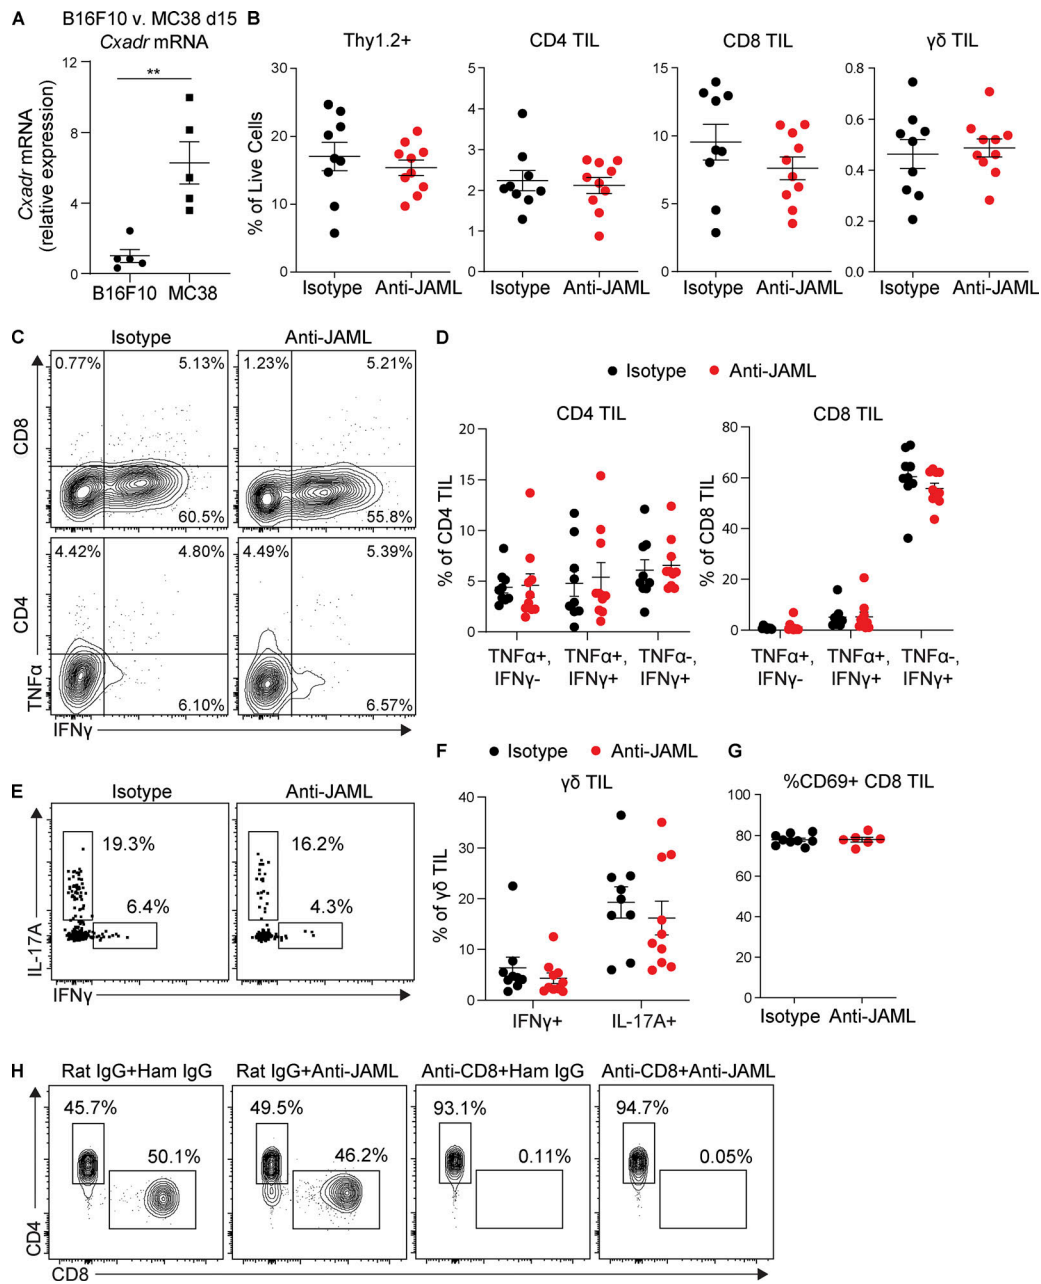 A
B16F10 v. MC38 d15
Cxadr mRNA
Cxadr mRNA
(relative expression)
12
8
4
0
**
B16F10
MC38
B
Thy1.2+
% of Live Cells
30
20
10
0
Isotype
Anti-JAML
CD4 TIL
5
4
3
2
1
0
Isotype
Anti-JAML
CD8 TIL
15
10
5
0
Isotype
Anti-JAML
γδ TIL
0.8
0.6
0.4
0.2
0.0
Isotype
Anti-JAML
C
Isotype
Anti-JAML
CD8
0.77%
5.13%
60.5%
1.23%
5.21%
55.8%
CD4
4.42%
4.80%
6.10%
4.49%
5.39%
6.57%
TNFα
IFNγ
D
Isotype
Anti-JAML
CD4 TIL
% of CD4 TIL
20
15
10
5
0
TNFα+,
IFNγ-
TNFα+,
IFNγ+
TNFα-,
IFNγ+
CD8 TIL
% of CD8 TIL
80
60
40
20
0
TNFα+,
IFNγ-
TNFα+,
IFNγ+
TNFα-,
IFNγ+
E
Isotype
Anti-JAML
19.3%
6.4%
16.2%
4.3%
IL-17A
IFNγ
F
Isotype
Anti-JAML
γδ TIL
% of γδ TIL
40
30
20
10
0
IFNγ+
IL-17A+
G
%CD69+ CD8 TIL
100
80
60
40
20
0
Isotype
Anti-JAML
H
Rat IgG+Ham IgG
Rat IgG+Anti-JAML
Anti-CD8+Ham IgG
Anti-CD8+Anti-JAML
45.7%
50.1%
49.5%
46.2%
93.1%
0.11%
94.7%
0.05%
CD4
CD8